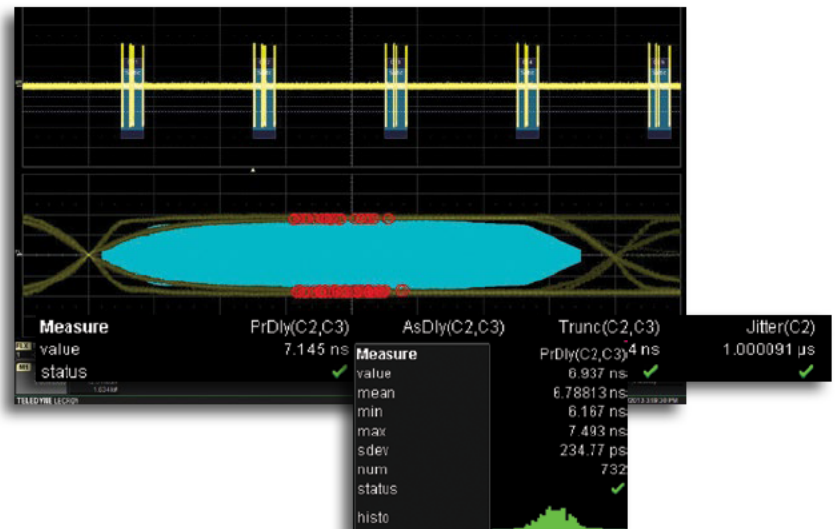 Measure PrDly(C2,C3) AsDly(C2,C3) Trunc(C2,C3) Jitter(C2)
value 7.145 ns 4 ns 1.000091 µs
status
TELEDYNE LECROY
Measure PrDly(C2,C3)
value 6.937 ns
mean 6.78813 ns
min 6.167 ns
max 7.493 ns
sdev 234.77 ps
num 732
status
histo